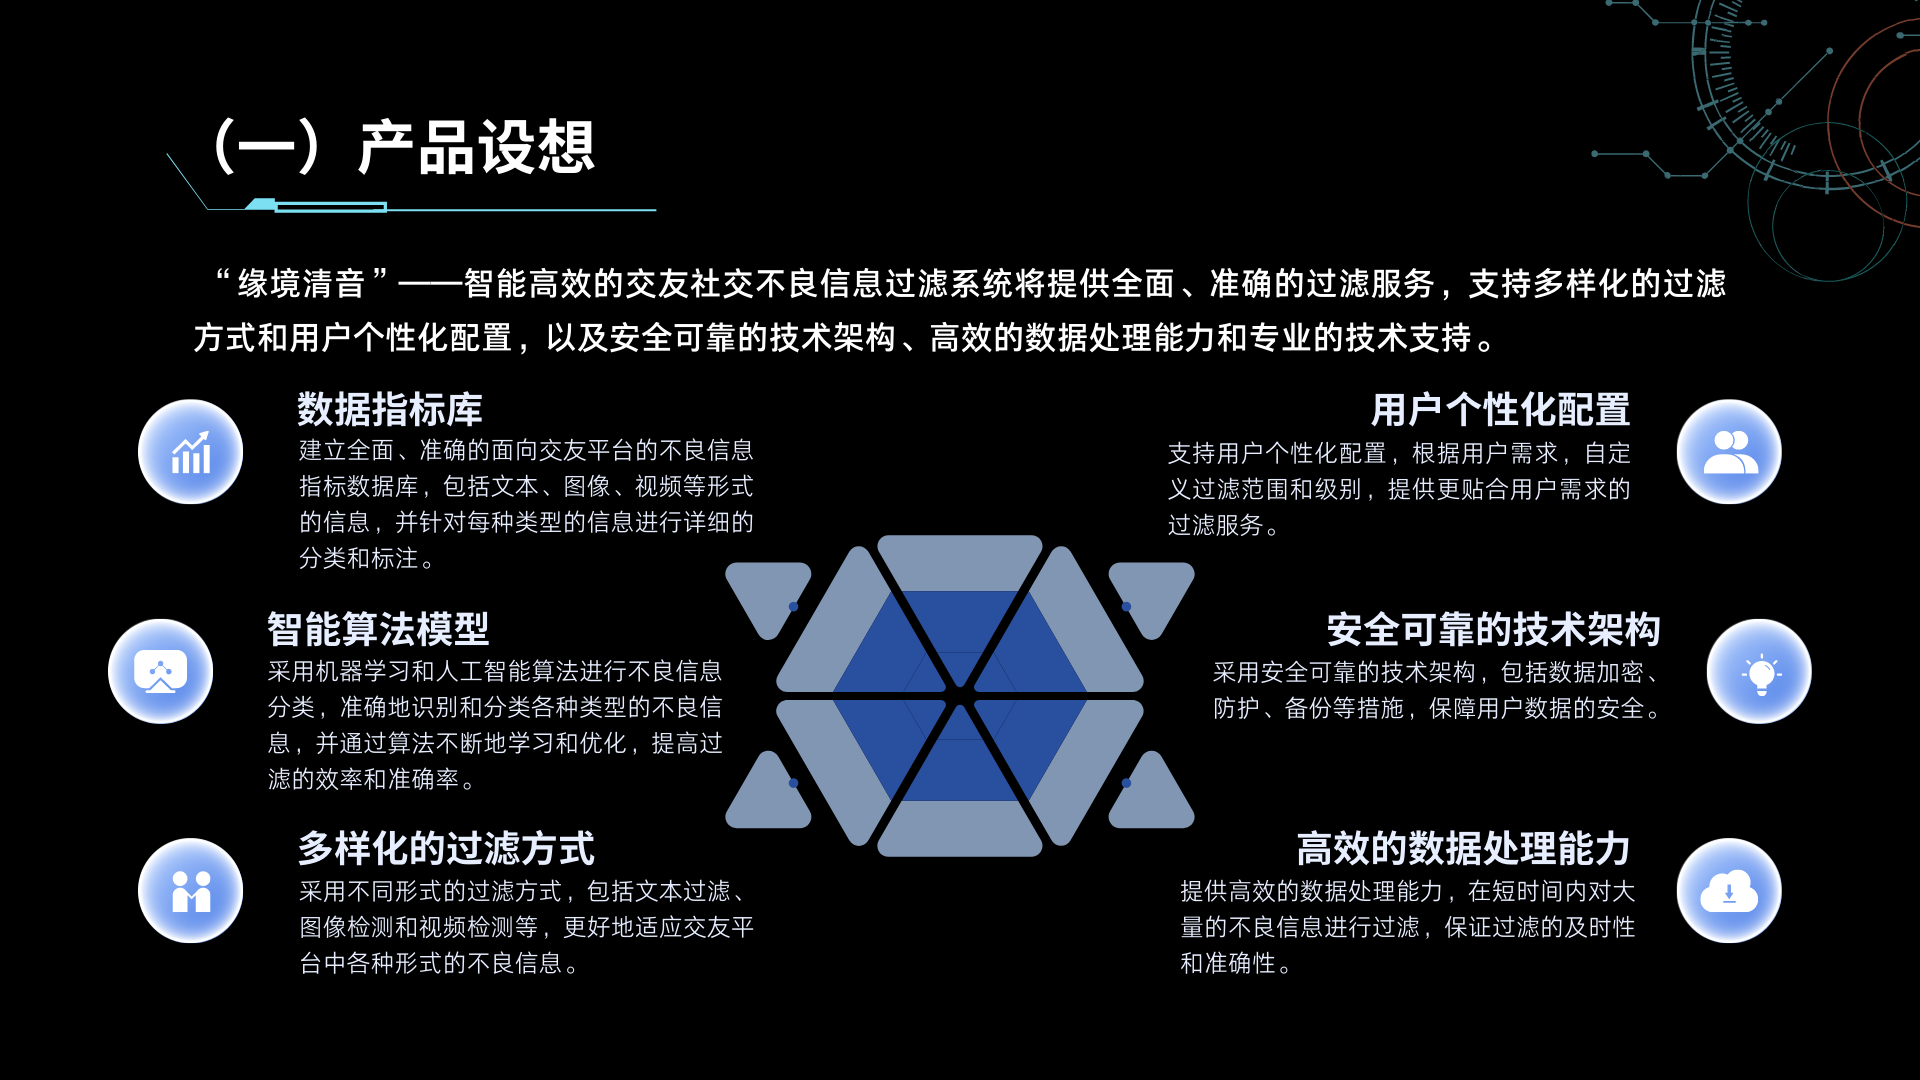 （一）产品设想
“缘境清音”——智能高效的交友社交不良信息过滤系统将提供全面、准确的过滤服务，支持多样化的过滤
方式和用户个性化配置，以及安全可靠的技术架构、高效的数据处理能力和专业的技术支持。
数据指标库
建立全面、准确的面向交友平台的不良信息
指标数据库，包括文本、图像、视频等形式
的信息，并针对每种类型的信息进行详细的
分类和标注。
智能算法模型
采用机器学习和人工智能算法进行不良信息
分类，准确地识别和分类各种类型的不良信
息，并通过算法不断地学习和优化，提高过
滤的效率和准确率。
多样化的过滤方式
采用不同形式的过滤方式，包括文本过滤、
图像检测和视频检测等，更好地适应交友平
台中各种形式的不良信息。
用户个性化配置
支持用户个性化配置，根据用户需求，自定
义过滤范围和级别，提供更贴合用户需求的
过滤服务。
安全可靠的技术架构
采用安全可靠的技术架构，包括数据加密、
防护、备份等措施，保障用户数据的安全。
高效的数据处理能力
提供高效的数据处理能力，在短时间内对大
量的不良信息进行过滤，保证过滤的及时性
和准确性。